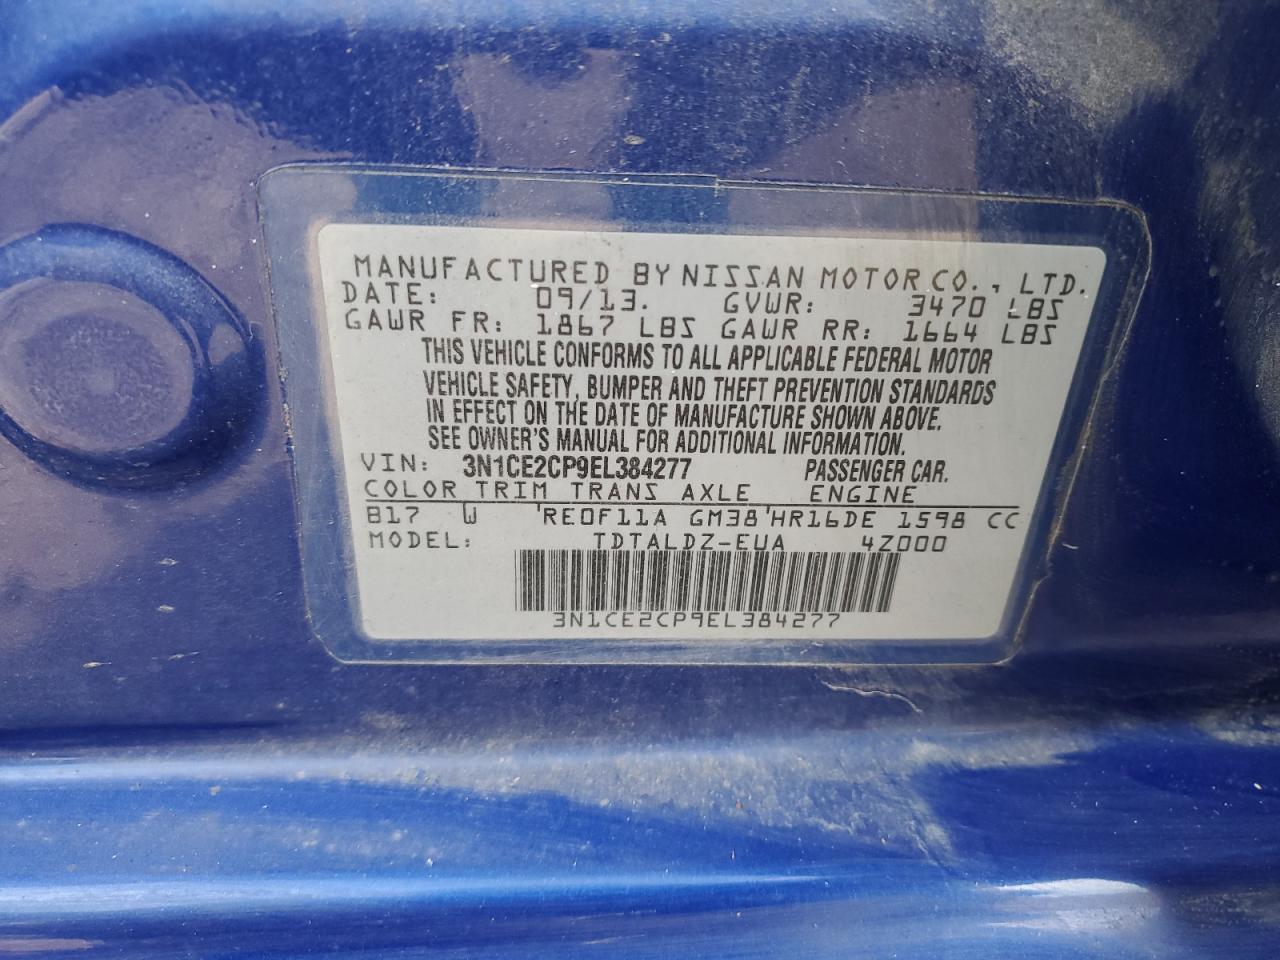 MANUFACTURED BY NISSAN MOTOR CO., LTD.
DATE: 09/13. GVWR: 3470 LBS
GAWR FR: 1867 LBS GAWR RR: 1664 LBS
THIS VEHICLE CONFORMS TO ALL APPLICABLE FEDERAL MOTOR
VEHICLE SAFETY, BUMPER AND THEFT PREVENTION STANDARDS
IN EFFECT ON THE DATE OF MANUFACTURE SHOWN ABOVE.
SEE OWNER'S MANUAL FOR ADDITIONAL INFORMATION.
VIN: 3N1CE2CP9EL384277 PASSENGER CAR.
COLOR TRIM TRANS AXLE ENGINE
B17 W RE0F11A GM38 HR16DE 1598 CC
MODEL: TDTALDZ-EUA 4Z000
3N1CE2CP9EL384277